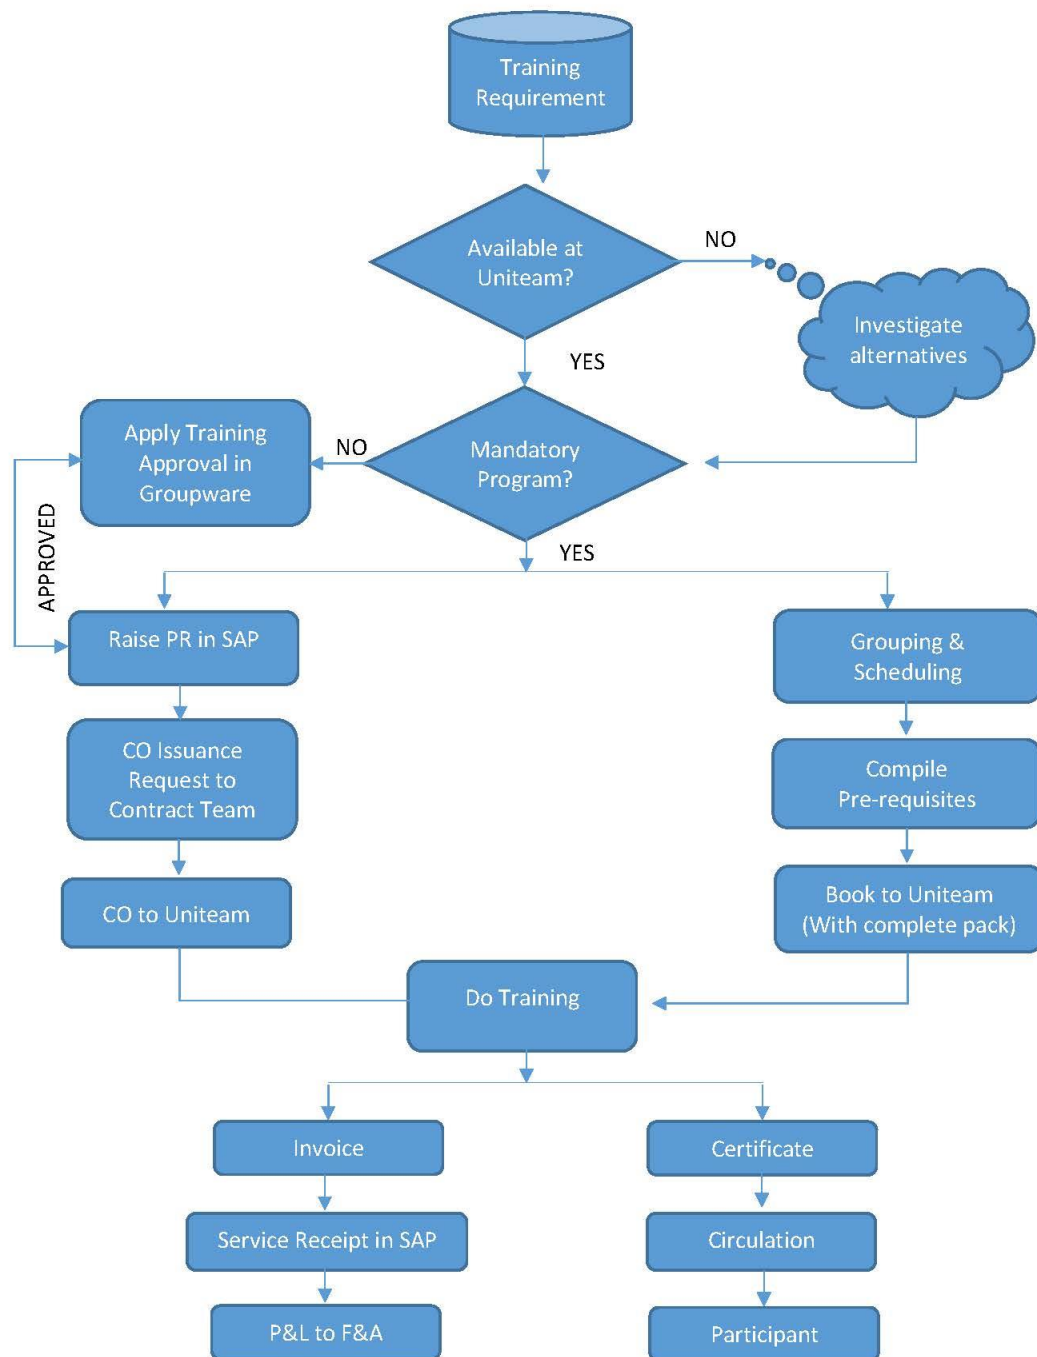 Training
Requirement
Available at
Uniteam?
NO
Investigate
alternatives
YES
Apply Training
Approval in
Groupware
NO
Mandatory
Program?
APPROVED
YES
Raise PR in SAP
Grouping &
Scheduling
CO Issuance
Request to
Contract Team
Compile
Pre-requisites
CO to Uniteam
Book to Uniteam
(With complete pack)
Do Training
Invoice
Certificate
Service Receipt in SAP
Circulation
P&L to F&A
Participant